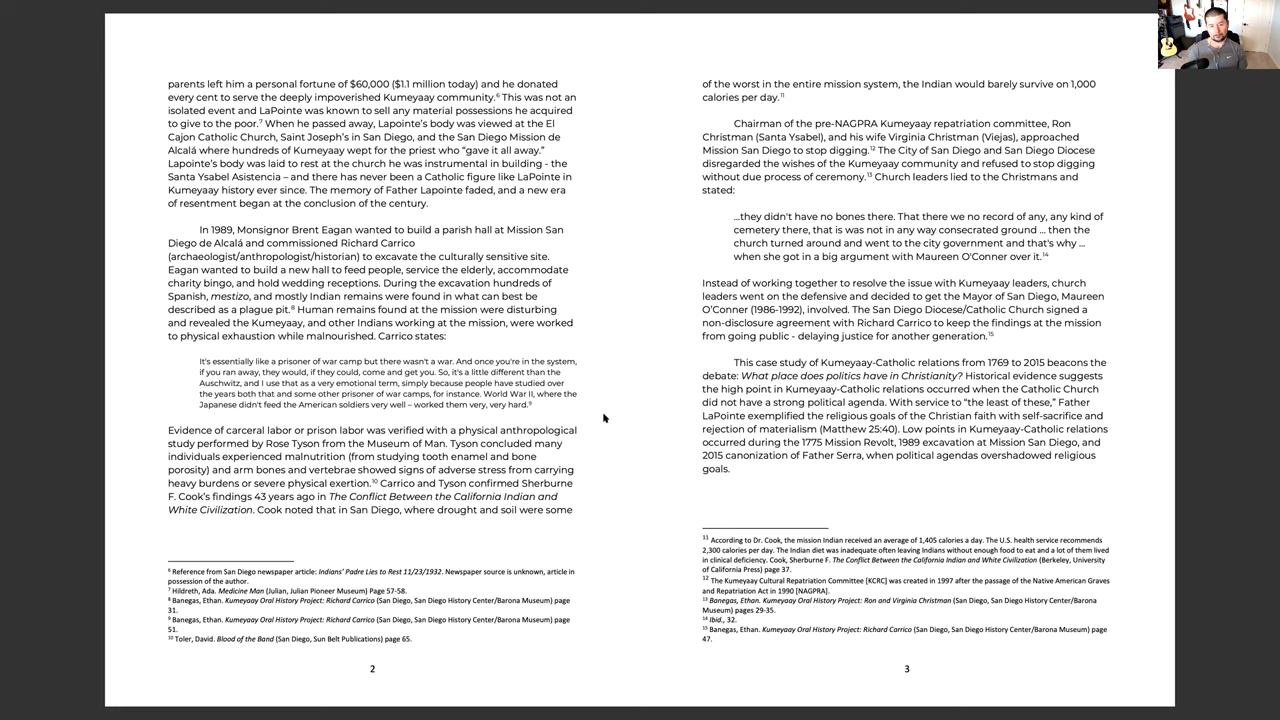 parents left him a personal fortune of $60,000 ($1.1 million today) and he donated
every cent to serve the deeply impoverished Kumeyaay community.⁶ This was not an
isolated event and LaPointe was known to sell any material possessions he acquired
to give to the poor.⁷ When he passed away, Lapointe's body was viewed at the El
Cajon Catholic Church, Saint Joseph's in San Diego, and the San Diego Mission de
Alcalá where hundreds of Kumeyaay wept for the priest who “gave it all away.”
Lapointe's body was laid to rest at the church he was instrumental in building - the
Santa Ysabel Asistencia – and there has never been a Catholic figure like LaPointe in
Kumeyaay history ever since. The memory of Father Lapointe faded, and a new era
of resentment began at the conclusion of the century.
In 1989, Monsignor Brent Eagan wanted to build a parish hall at Mission San
Diego de Alcalá and commissioned Richard Carrico
(archaeologist/anthropologist/historian) to excavate the culturally sensitive site.
Eagan wanted to build a new hall to feed people, service the elderly, accommodate
charity bingo, and hold wedding receptions. During the excavation hundreds of
Spanish, mestizo, and mostly Indian remains were found in what can best be
described as a plague pit.⁸ Human remains found at the mission were disturbing
and revealed the Kumeyaay, and other Indians working at the mission, were worked
to physical exhaustion while malnourished. Carrico states:
It's essentially like a prisoner of war camp but there wasn't a war. And once you're in the system,
if you ran away, they would, if they could, come and get you. So, it's a little different than the
Auschwitz, and I use that as a very emotional term, simply because people have studied over
the years both that and some other prisoner of war camps, for instance. World War II, where the
Japanese didn't feed the American soldiers very well – worked them very, very hard.⁹
Evidence of carceral labor or prison labor was verified with a physical anthropological
study performed by Rose Tyson from the Museum of Man. Tyson concluded many
individuals experienced malnutrition (from studying tooth enamel and bone
porosity) and arm bones and vertebrae showed signs of adverse stress from carrying
heavy burdens or severe physical exertion.¹⁰ Carrico and Tyson confirmed Sherburne
F. Cook's findings 43 years ago in The Conflict Between the California Indian and
White Civilization. Cook noted that in San Diego, where drought and soil were some
⁶ Reference from San Diego newspaper article: Indians' Padre Lies to Rest 11/23/1932. Newspaper source is unknown, article in
possession of the author.
⁷ Hildreth, Ada. Medicine Man (Julian, Julian Pioneer Museum) Page 57-58.
⁸ Banegas, Ethan. Kumeyaay Oral History Project: Richard Carrico (San Diego, San Diego History Center/Barona Museum) page
31.
⁹ Banegas, Ethan. Kumeyaay Oral History Project: Richard Carrico (San Diego, San Diego History Center/Barona Museum) page
51.
¹⁰ Toler, David. Blood of the Band (San Diego, Sun Belt Publications) page 65.
2
of the worst in the entire mission system, the Indian would barely survive on 1,000
calories per day.¹¹
Chairman of the pre-NAGPRA Kumeyaay repatriation committee, Ron
Christman (Santa Ysabel), and his wife Virginia Christman (Viejas), approached
Mission San Diego to stop digging.¹² The City of San Diego and San Diego Diocese
disregarded the wishes of the Kumeyaay community and refused to stop digging
without due process of ceremony.¹³ Church leaders lied to the Christmans and
stated:
...they didn't have no bones there. That there we no record of any, any kind of
cemetery there, that is was not in any way consecrated ground ... then the
church turned around and went to the city government and that's why ...
when she got in a big argument with Maureen O'Conner over it.¹⁴
Instead of working together to resolve the issue with Kumeyaay leaders, church
leaders went on the defensive and decided to get the Mayor of San Diego, Maureen
O'Conner (1986-1992), involved. The San Diego Diocese/Catholic Church signed a
non-disclosure agreement with Richard Carrico to keep the findings at the mission
from going public - delaying justice for another generation.¹⁵
This case study of Kumeyaay-Catholic relations from 1769 to 2015 beacons the
debate: What place does politics have in Christianity? Historical evidence suggests
the high point in Kumeyaay-Catholic relations occurred when the Catholic Church
did not have a strong political agenda. With service to “the least of these,” Father
LaPointe exemplified the religious goals of the Christian faith with self-sacrifice and
rejection of materialism (Matthew 25:40). Low points in Kumeyaay-Catholic relations
occurred during the 1775 Mission Revolt, 1989 excavation at Mission San Diego, and
2015 canonization of Father Serra, when political agendas overshadowed religious
goals.
¹¹ According to Dr. Cook, the mission Indian received an average of 1,405 calories a day. The U.S. health service recommends
2,300 calories per day. The Indian diet was inadequate often leaving Indians without enough food to eat and a lot of them lived
in clinical deficiency. Cook, Sherburne F. The Conflict Between the California Indian and White Civilization (Berkeley, University
of California Press) page 37.
¹² The Kumeyaay Cultural Repatriation Committee [KCRC] was created in 1997 after the passage of the Native American Graves
and Repatriation Act in 1990 [NAGPRA].
¹³ Banegas, Ethan. Kumeyaay Oral History Project: Ron and Virginia Christman (San Diego, San Diego History Center/Barona
Museum) pages 29-35.
¹⁴ Ibid., 32.
¹⁵ Banegas, Ethan. Kumeyaay Oral History Project: Richard Carrico (San Diego, San Diego History Center/Barona Museum) page
47.
3